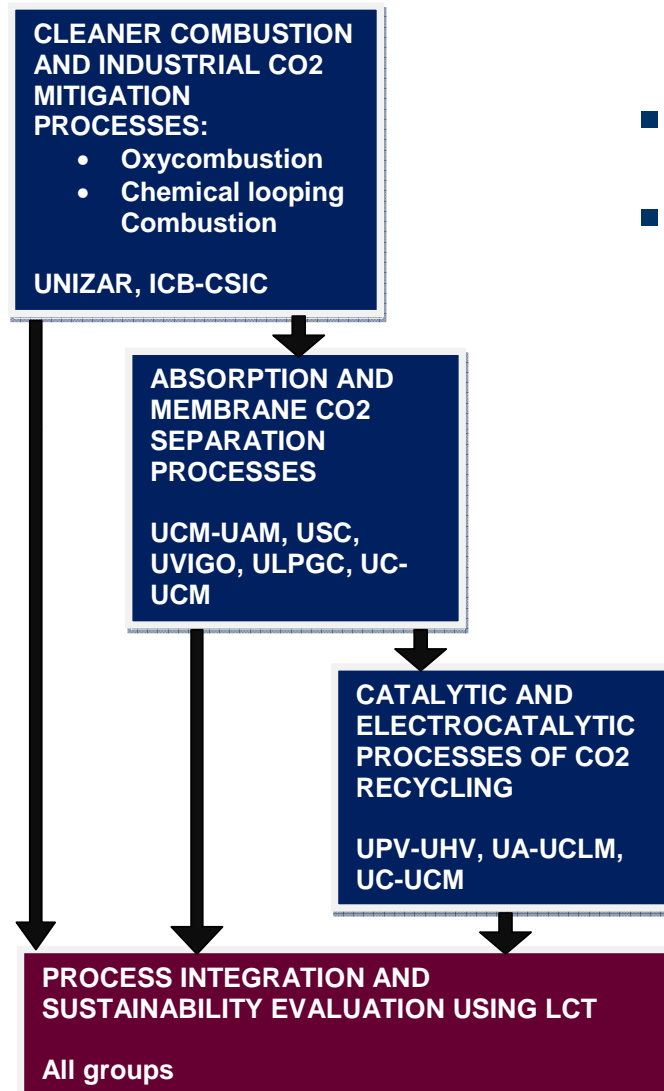 CLEANER COMBUSTION
AND INDUSTRIAL CO2
MITIGATION
PROCESSES:
• Oxycombustion
• Chemical looping
Combustion
UNIZAR, ICB-CSIC
ABSORPTION AND
MEMBRANE CO2
SEPARATION
PROCESSES
UCM-UAM, USC,
UVIGO, ULPGC, UC-
UCM
CATALYTIC AND
ELECTROCATALYTIC
PROCESSES OF CO2
RECYCLING
UPV-UHV, UA-UCLM,
UC-UCM
PROCESS INTEGRATION AND
SUSTAINABILITY EVALUATION USING LCT
All groups